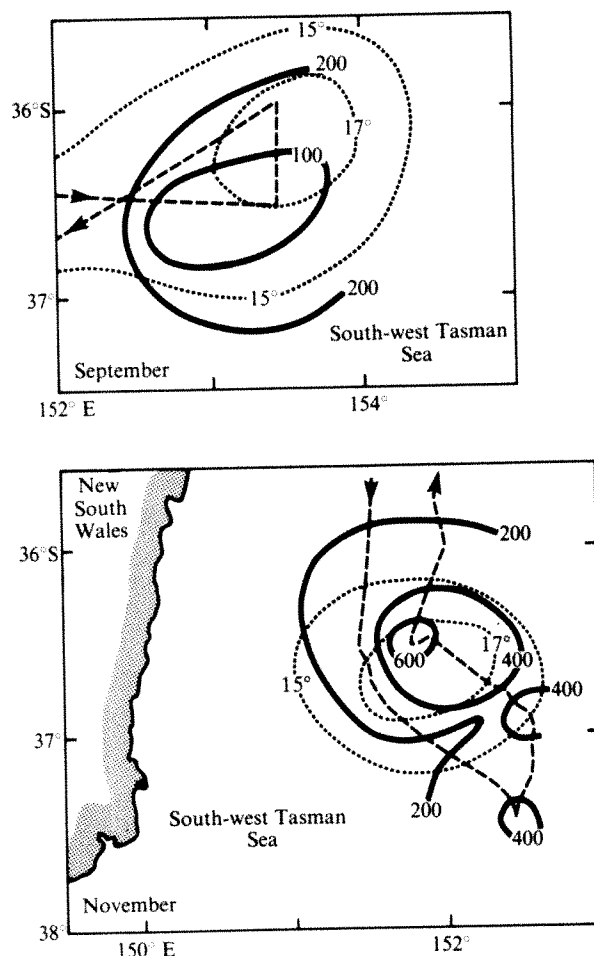 15°
200
36°S
17°
100
15°
200
37°
South-west Tasman
Sea
September
152° E
154°
New
South
Wales
36°S
200
600
17°
400
15°
400
37°
200
400
South-west Tasman
Sea
November
38°
150° E
152°